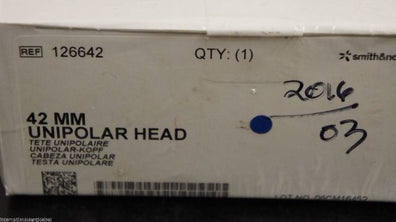 REF 126642 QTY: (1) smith&ne
2016
03
42 MM
UNIPOLAR HEAD
TETE UNIPOLAIRE
UNIPOLAR-KOPF
CABEZA UNIPOLAR
TESTA UNIPOLARE